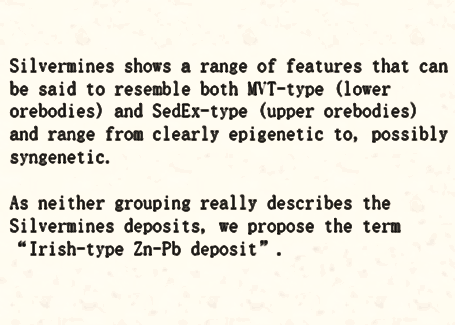 Silvermines shows a range of features that can
be said to resemble both MVT-type (lower
orebodies) and SedEx-type (upper orebodies)
and range from clearly epigenetic to, possibly
syngenetic.
As neither grouping really describes the
Silvermines deposits, we propose the term
“Irish-type Zn-Pb deposit”.